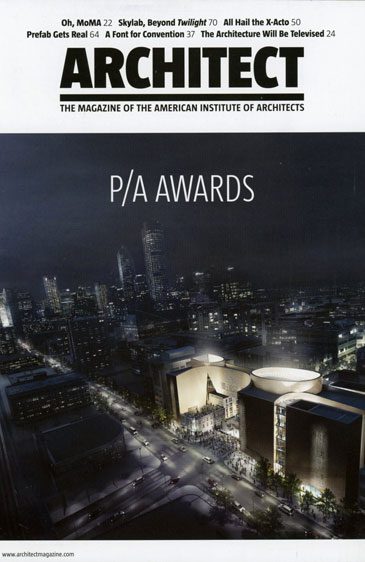 Oh, MoMA 22 Skylab, Beyond Twilight 70 All Hail the X-Acto 50
Prefab Gets Real 64 A Font for Convention 37 The Architecture Will Be Televised 24
ARCHITECT
THE MAGAZINE OF THE AMERICAN INSTITUTE OF ARCHITECTS
P/A AWARDS
www.architectmagazine.com